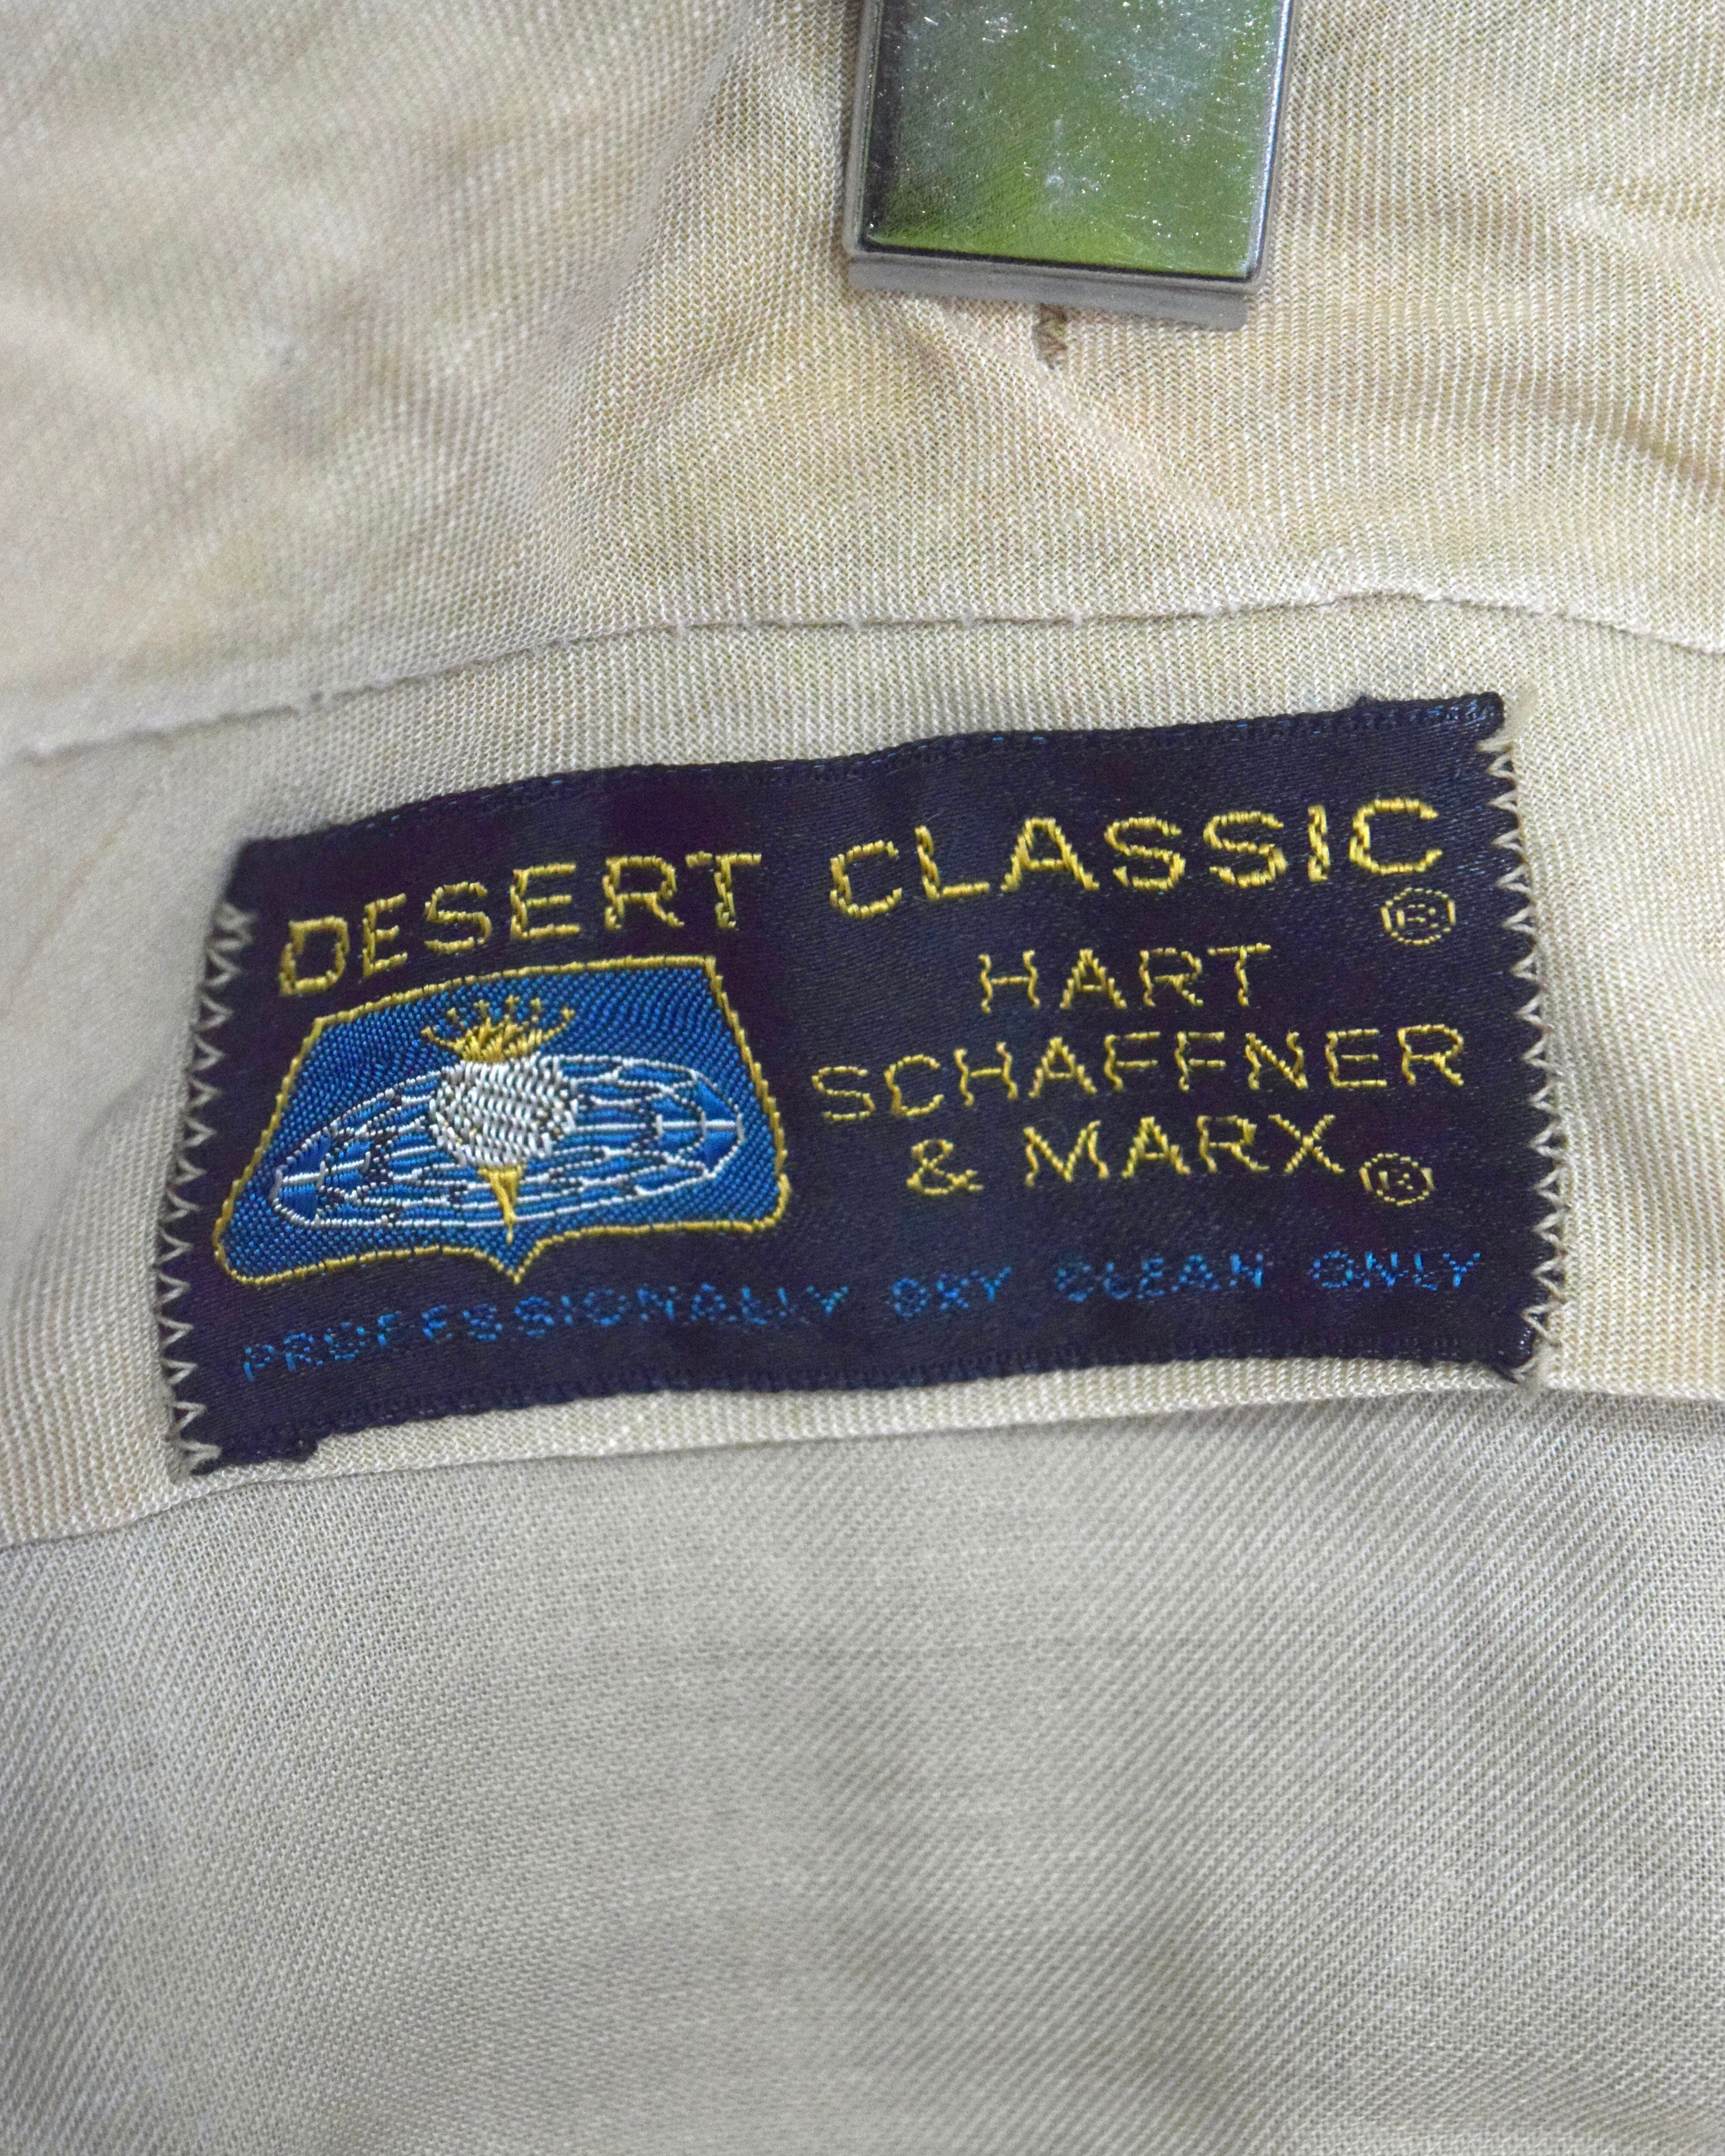 DESERT CLASSIC ®
HART
SCHAFFNER
& MARX ®
PROFESSIONALLY DRY CLEAN ONLY